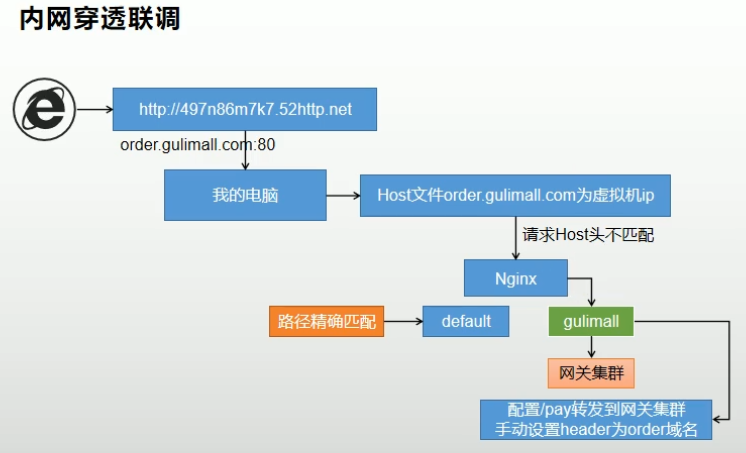 内网穿透联调
http://497n86m7k7.52http.net
order.gulimall.com:80
我的电脑
Host文件order.gulimall.com为虚拟机ip
请求Host头不匹配
Nginx
路径精确匹配
default
gulimall
网关集群
配置/pay转发到网关集群
手动设置header为order域名